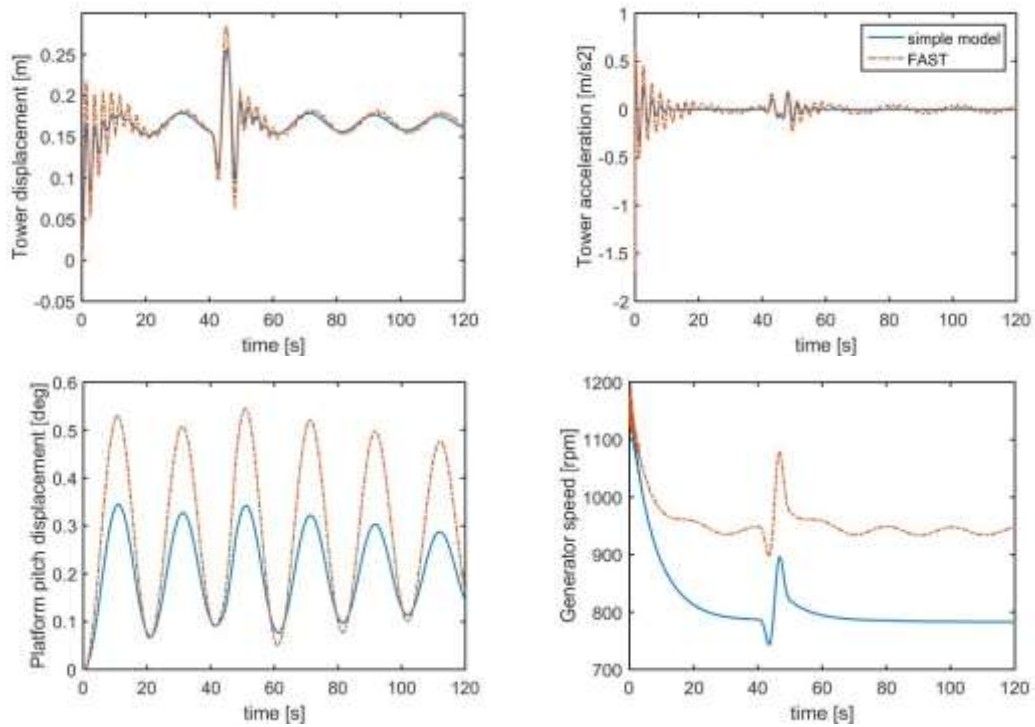 Tower displacement [m]
0.25
0.2
0.15
0.1
0.05
0
-0.05
0 20 40 60 80 100 120
time [s]
Tower acceleration [m/s2]
1
0.5
0
-0.5
-1
-1.5
-2
0 20 40 60 80 100 120
time [s]
simple model
FAST
Platform pitch displacement [deg]
0.6
0.5
0.4
0.3
0.2
0.1
0
0 20 40 60 80 100 120
time [s]
Generator speed [rpm]
1200
1100
1000
900
800
700
0 20 40 60 80 100 120
time [s]